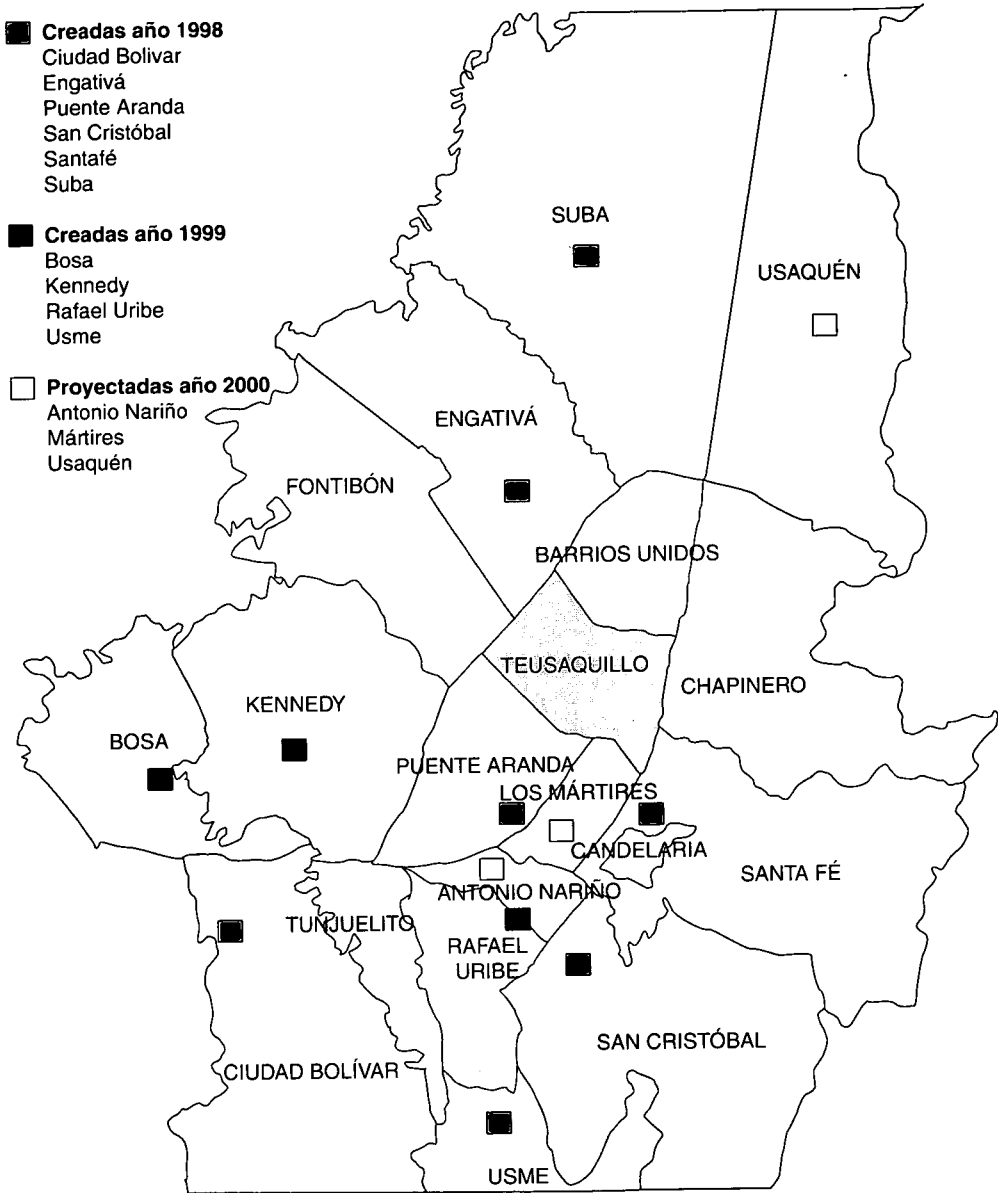 Creadas año 1998
Ciudad Bolivar
Engativá
Puente Aranda
San Cristóbal
Santafé
Suba
Creadas año 1999
Bosa
Kennedy
Rafael Uribe
Usme
Proyectadas año 2000
Antonio Nariño
Mártires
Usaquén
SUBA
USAQUÉN
ENGATIVÁ
FONTIBÓN
BARRIOS UNIDOS
TEUSAQUILLO
CHAPINERO
KENNEDY
BOSA
PUENTE ARANDA
LOS MÁRTIRES
CANDELARIA
SANTA FÉ
ANTONIO NARIÑO
TUNJUELITO
RAFAEL
URIBE
SAN CRISTÓBAL
CIUDAD BOLÍVAR
USME